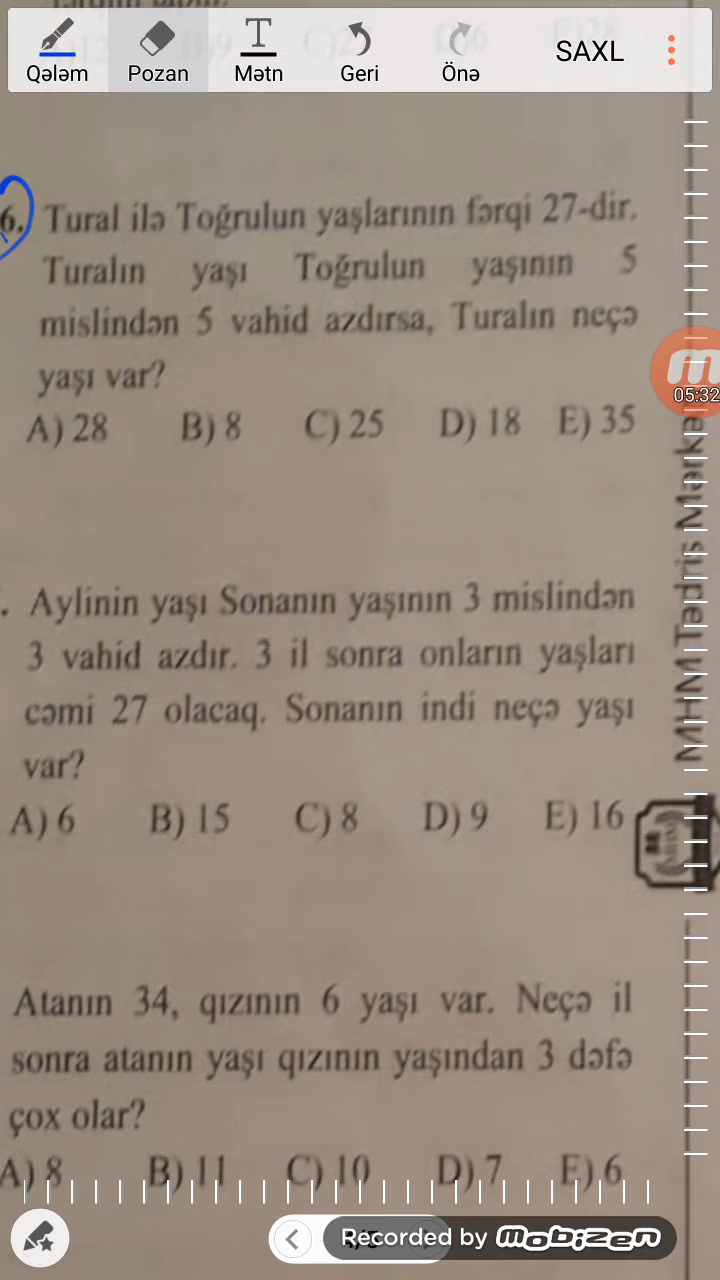 Qələm
Pozan
Mətn
Geri
Önə
SAXL
6. Tural ilə Toğrulun yaşlarının fərqi 27-dir.
Turalın yaşı Toğrulun yaşının 5
mislindən 5 vahid azdırsa, Turalın neçə
yaşı var?
A) 28 B) 8 C) 25 D) 18 E) 35
05:32
. Aylinin yaşı Sonanın yaşının 3 mislindən
3 vahid azdır. 3 il sonra onların yaşları
cəmi 27 olacaq. Sonanın indi neçə yaşı
var?
A) 6 B) 15 C) 8 D) 9 E) 16
MHM Tədris
Atanın 34, qızının 6 yaşı var. Neçə il
sonra atanın yaşı qızının yaşından 3 dəfə
çox olar?
A) 8 B) 11 C) 10 D) 7 E) 6
Recorded by mobizen